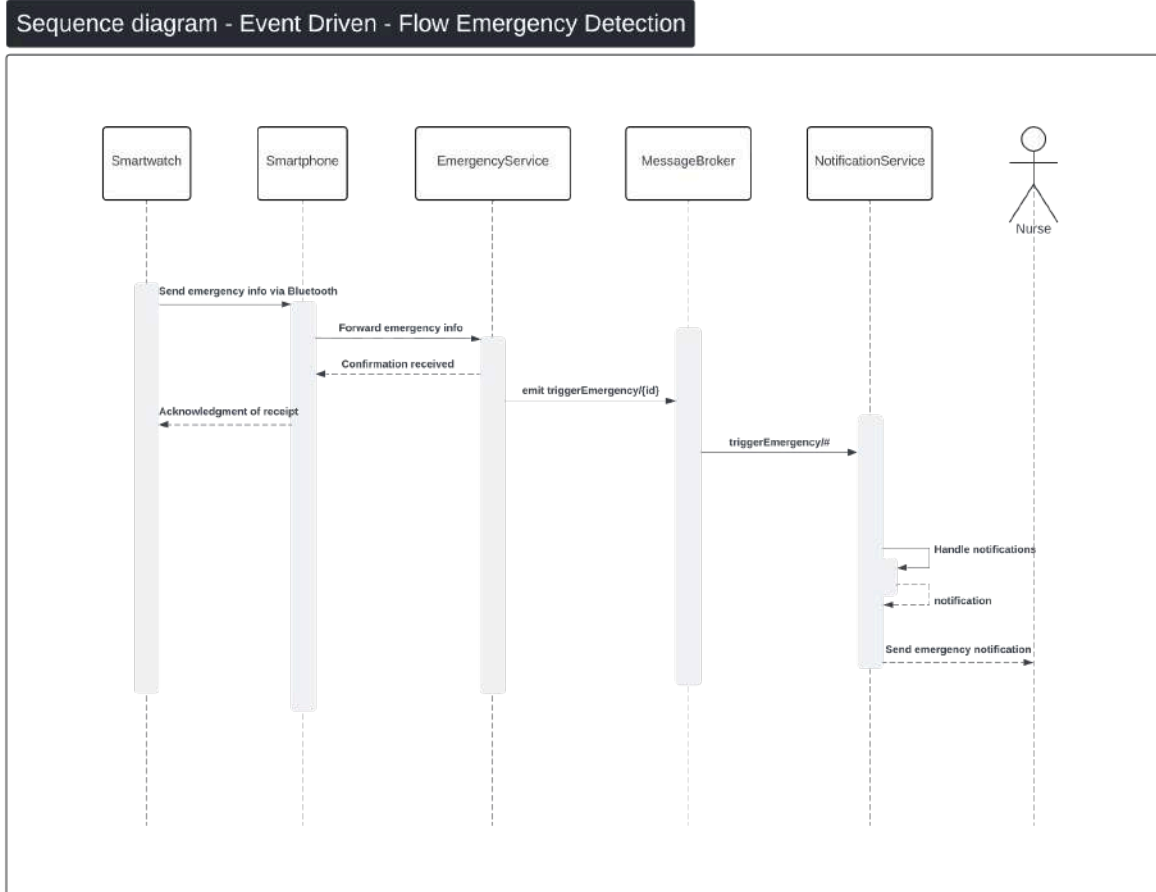 Sequence diagram - Event Driven - Flow Emergency Detection
Smartwatch
Smartphone
EmergencyService
MessageBroker
NotificationService
Nurse
Send emergency info via Bluetooth
Forward emergency info
Confirmation received
emit triggerEmergency/{id}
Acknowledgment of receipt
triggerEmergency/#
Handle notifications
notification
Send emergency notification